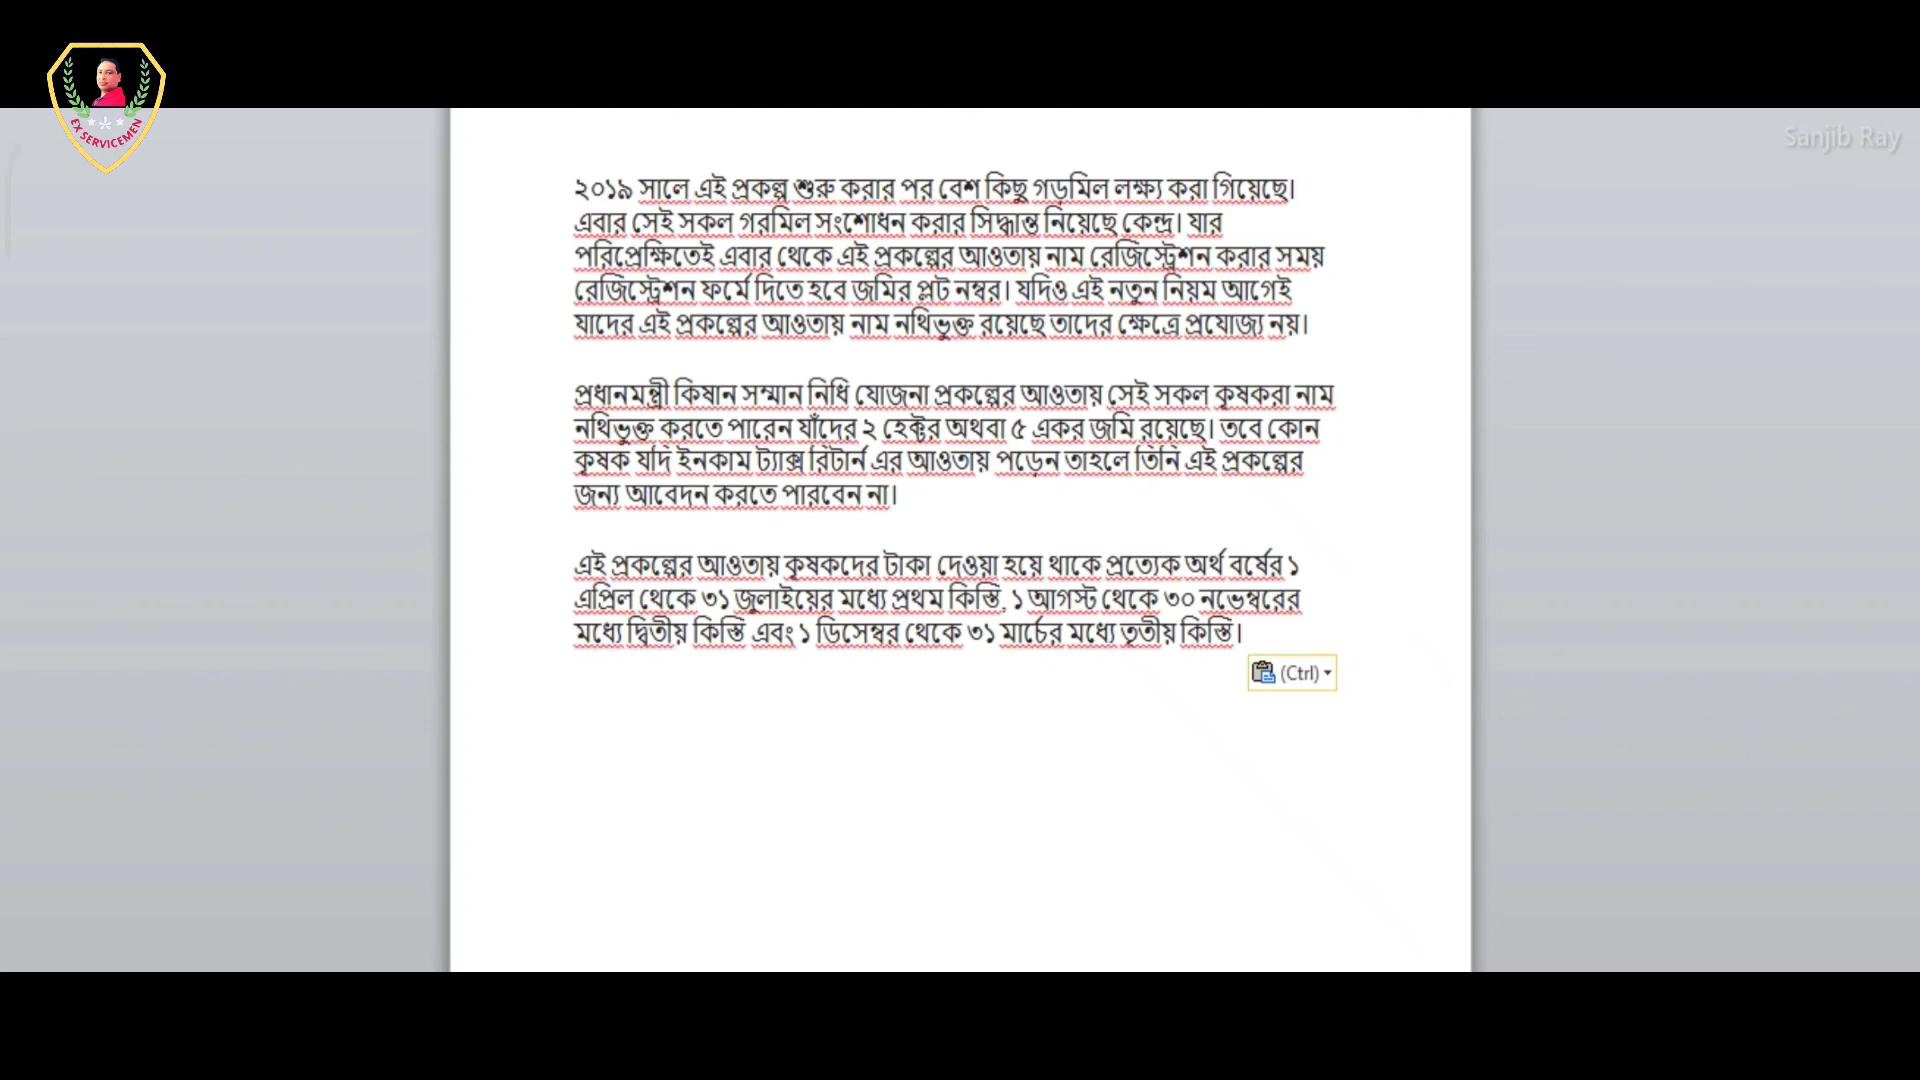 EX SERVICEMEN
Sanjib Ray
২০১৯ সালে এই প্রকল্প শুরু করার পর বেশ কিছু গড়মিল লক্ষ্য করা গিয়েছে।
এবার সেই সকল গরমিল সংশোধন করার সিদ্ধান্ত নিয়েছে কেন্দ্র। যার
পরিপ্রেক্ষিতেই এবার থেকে এই প্রকল্পের আওতায় নাম রেজিস্ট্রেশন করার সময়
রেজিস্ট্রেশন ফর্মে দিতে হবে জমির প্লট নম্বর। যদিও এই নতুন নিয়ম আগেই
যাদের এই প্রকল্পের আওতায় নাম নথিভুক্ত রয়েছে তাদের ক্ষেত্রে প্রযোজ্য নয়।
প্রধানমন্ত্রী কিষান সম্মান নিধি যোজনা প্রকল্পের আওতায় সেই সকল কৃষকরা নাম
নথিভুক্ত করতে পারেন যাঁদের ২ হেক্টর অথবা ৫ একর জমি রয়েছে। তবে কোন
কৃষক যদি ইনকাম ট্যাক্স রিটার্ন এর আওতায় পড়েন তাহলে তিনি এই প্রকল্পের
জন্য আবেদন করতে পারবেন না।
এই প্রকল্পের আওতায় কৃষকদের টাকা দেওয়া হয়ে থাকে প্রত্যেক অর্থ বর্ষের ১
এপ্রিল থেকে ৩১ জুলাইয়ের মধ্যে প্রথম কিস্তি, ১ আগস্ট থেকে ৩০ নভেম্বরের
মধ্যে দ্বিতীয় কিস্তি এবং ১ ডিসেম্বর থেকে ৩১ মার্চের মধ্যে তৃতীয় কিস্তি।
(Ctrl)